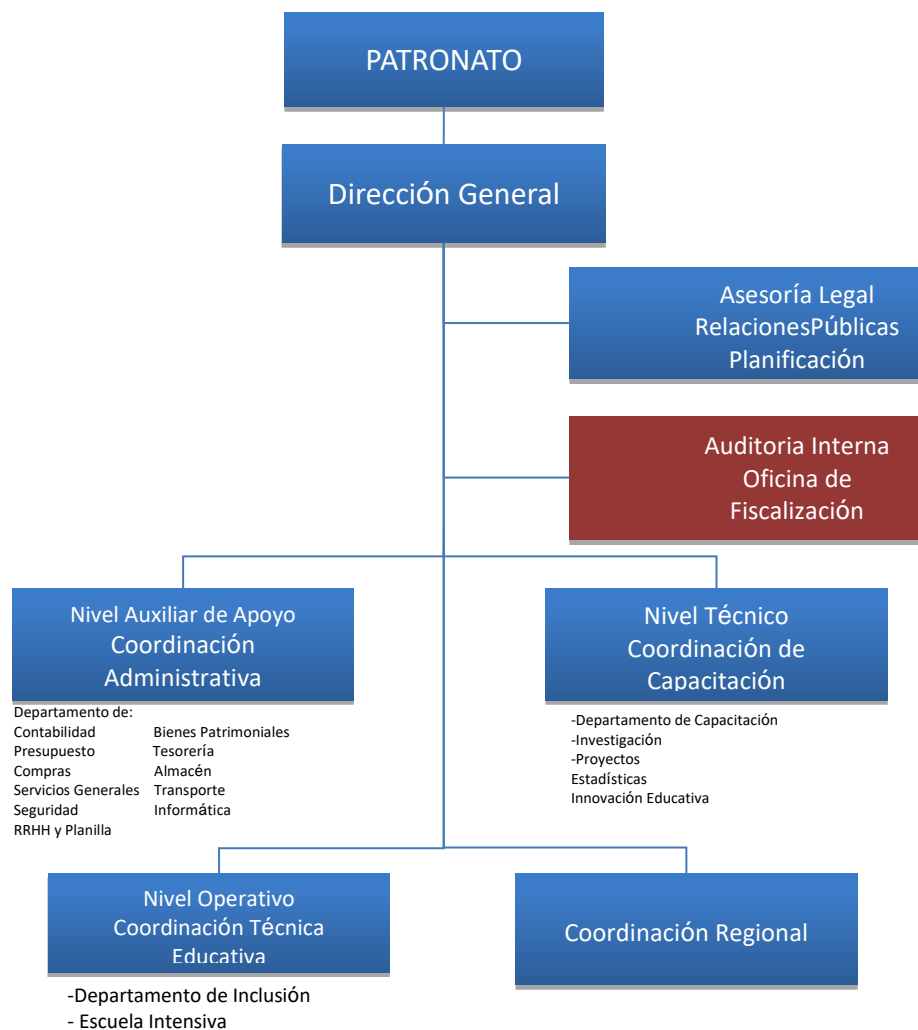 PATRONATO
Dirección General
Asesoría Legal
RelacionesPúblicas
Planificación
Auditoria Interna
Oficina de
Fiscalización
Nivel Auxiliar de Apoyo
Coordinación
Administrativa
Departamento de:
Contabilidad Bienes Patrimoniales
Presupuesto Tesorería
Compras Almacén
Servicios Generales Transporte
Seguridad Informática
RRHH y Planilla
Nivel Técnico
Coordinación de
Capacitación
-Departamento de Capacitación
-Investigación
-Proyectos
Estadísticas
Innovación Educativa
Nivel Operativo
Coordinación Técnica
Educativa
-Departamento de Inclusión
- Escuela Intensiva
Coordinación Regional